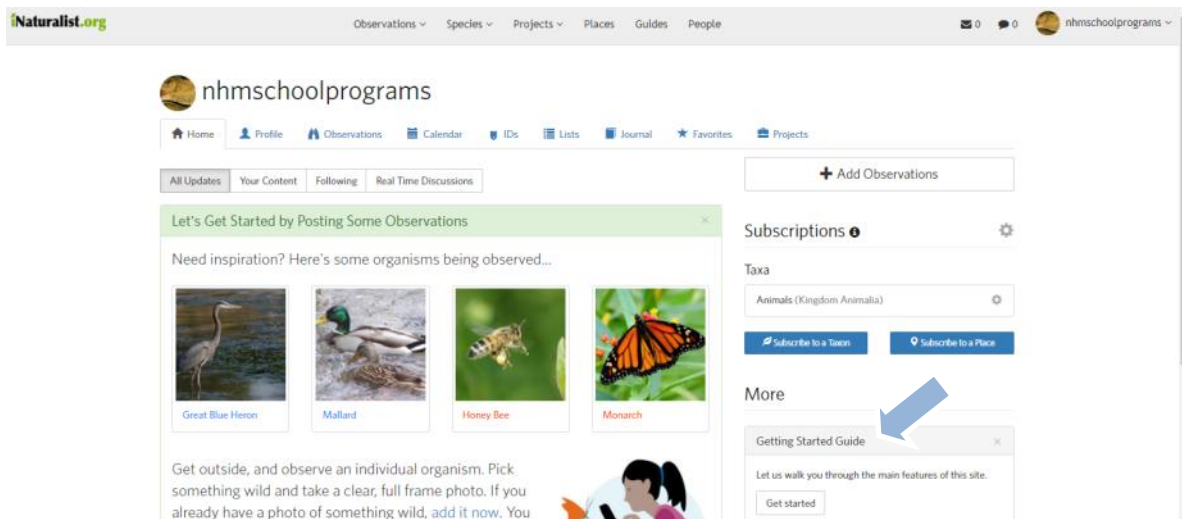 iNaturalist.org
Observations Species Projects Places Guides People
0 0 nhmschoolprograms
nhmschoolprograms
Home Profile Observations Calendar IDs Lists Journal Favorites Projects
All Updates Your Content Following Real Time Discussions
Add Observations
Let's Get Started by Posting Some Observations
Need inspiration? Here's some organisms being observed...
Great Blue Heron Mallard Honey Bee Monarch
Get outside, and observe an individual organism. Pick
something wild and take a clear, full frame photo. If you
already have a photo of something wild, add it now. You
Subscriptions
Taxa
Animals (Kingdom Animalia)
Subscribe to a Taxon Subscribe to a Place
More
Getting Started Guide
Let us walk you through the main features of this site.
Get started